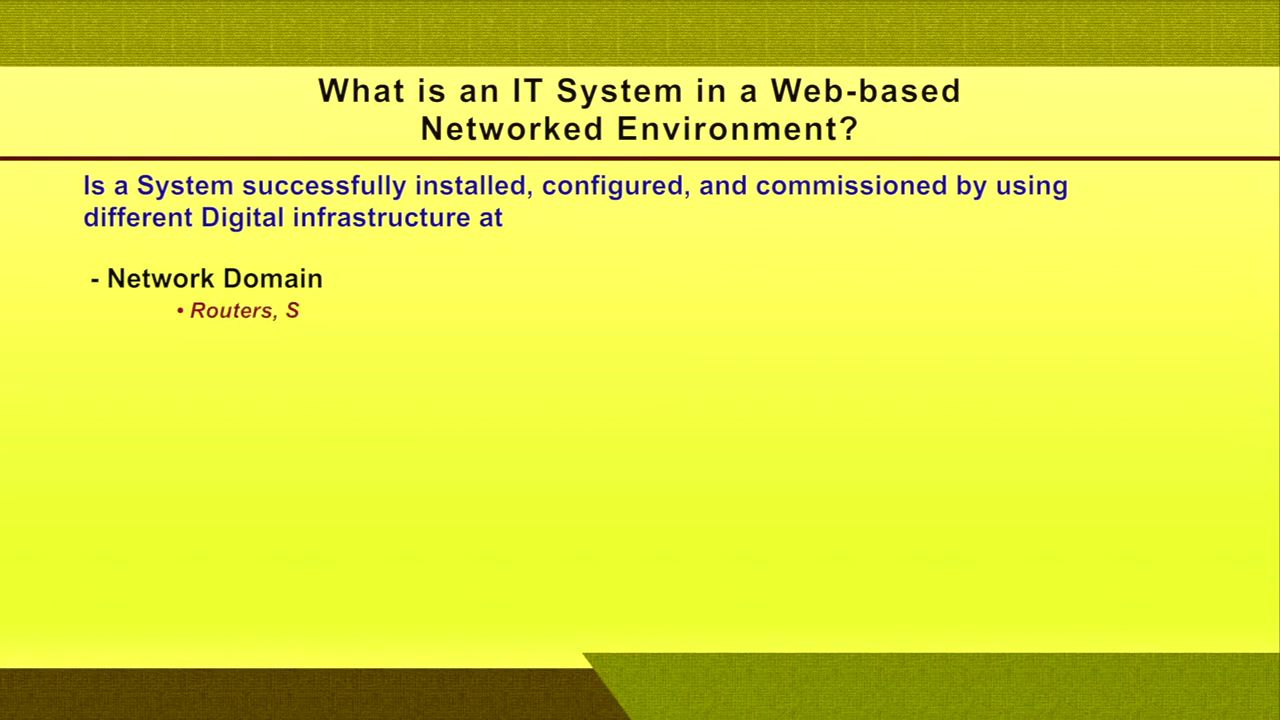 What is an IT System in a Web-based
Networked Environment?
Is a System successfully installed, configured, and commissioned by using
different Digital infrastructure at
- Network Domain
• Routers, S